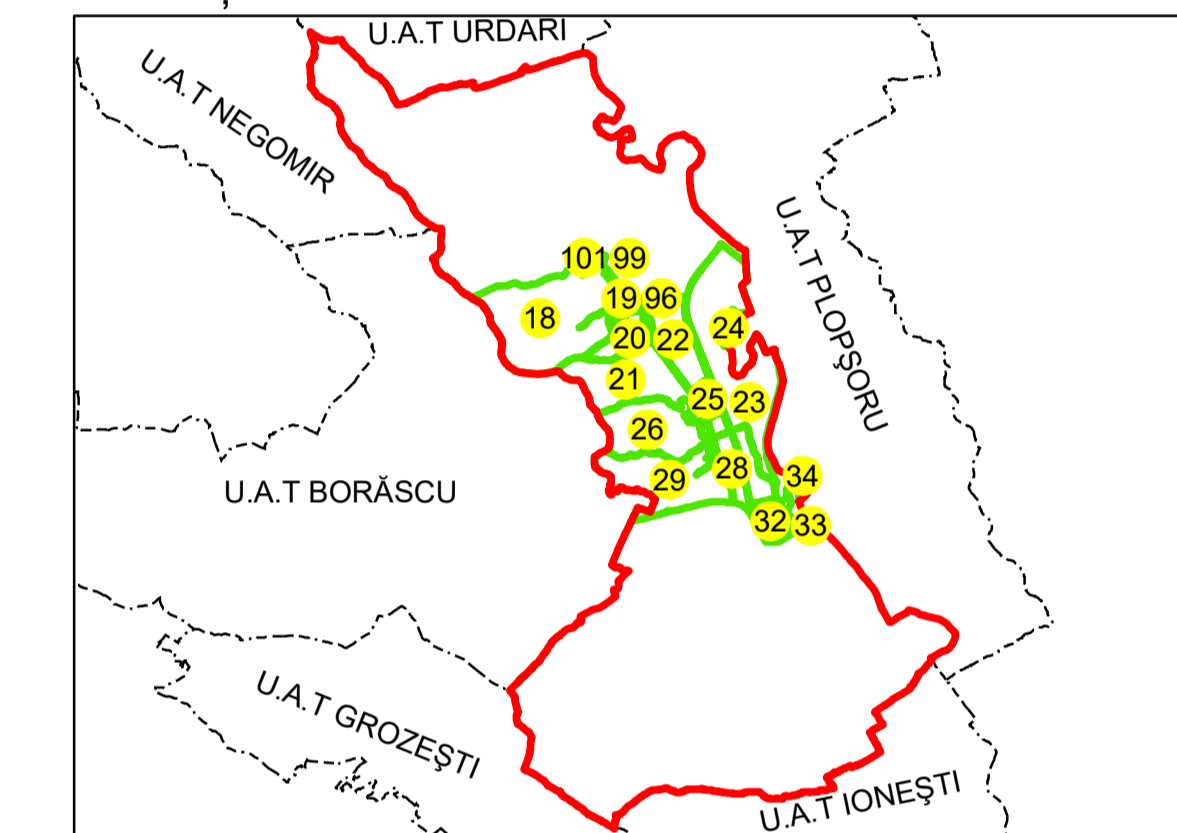 U.A.T URDARI
U.A.T NEGOMIR
U.A.T PLOPŞORU
101 99
19 96
18
20 22 24
21
25 23
26
28
29 34
32 33
U.A.T BORĂSCU
U.A.T GROZEŞTI
U.A.T IONEŞTI